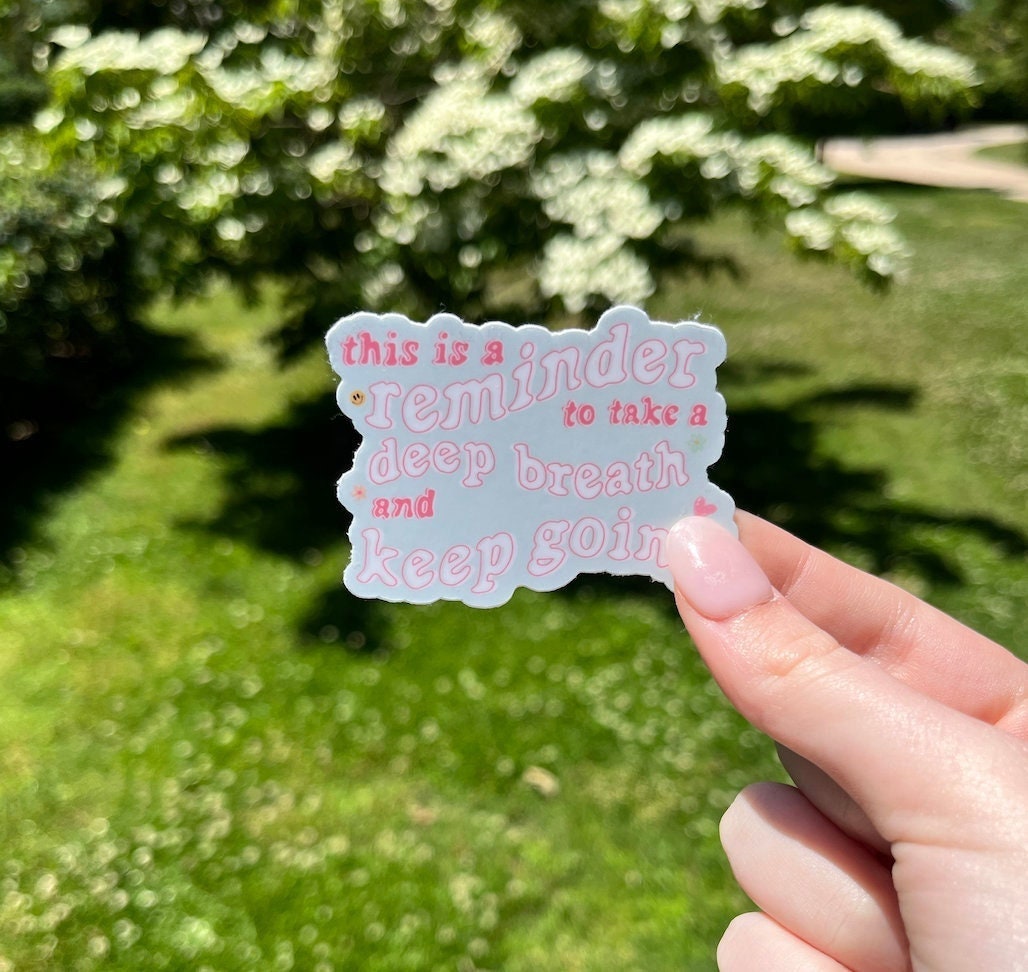 this is a
reminder
to take a
deep breath
and
keep goin